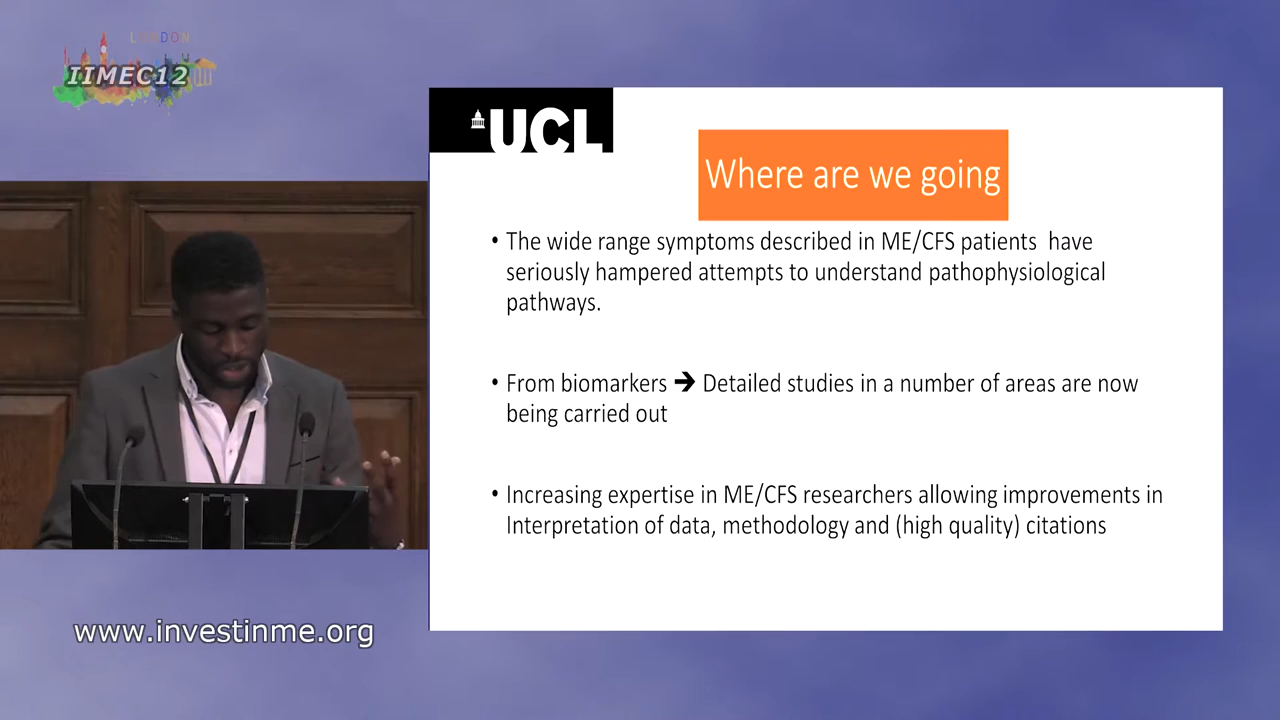 LONDON
IIMEC12
UCL
Where are we going
• The wide range symptoms described in ME/CFS patients have
seriously hampered attempts to understand pathophysiological
pathways.
• From biomarkers ➔ Detailed studies in a number of areas are now
being carried out
• Increasing expertise in ME/CFS researchers allowing improvements in
Interpretation of data, methodology and (high quality) citations
www.investinme.org